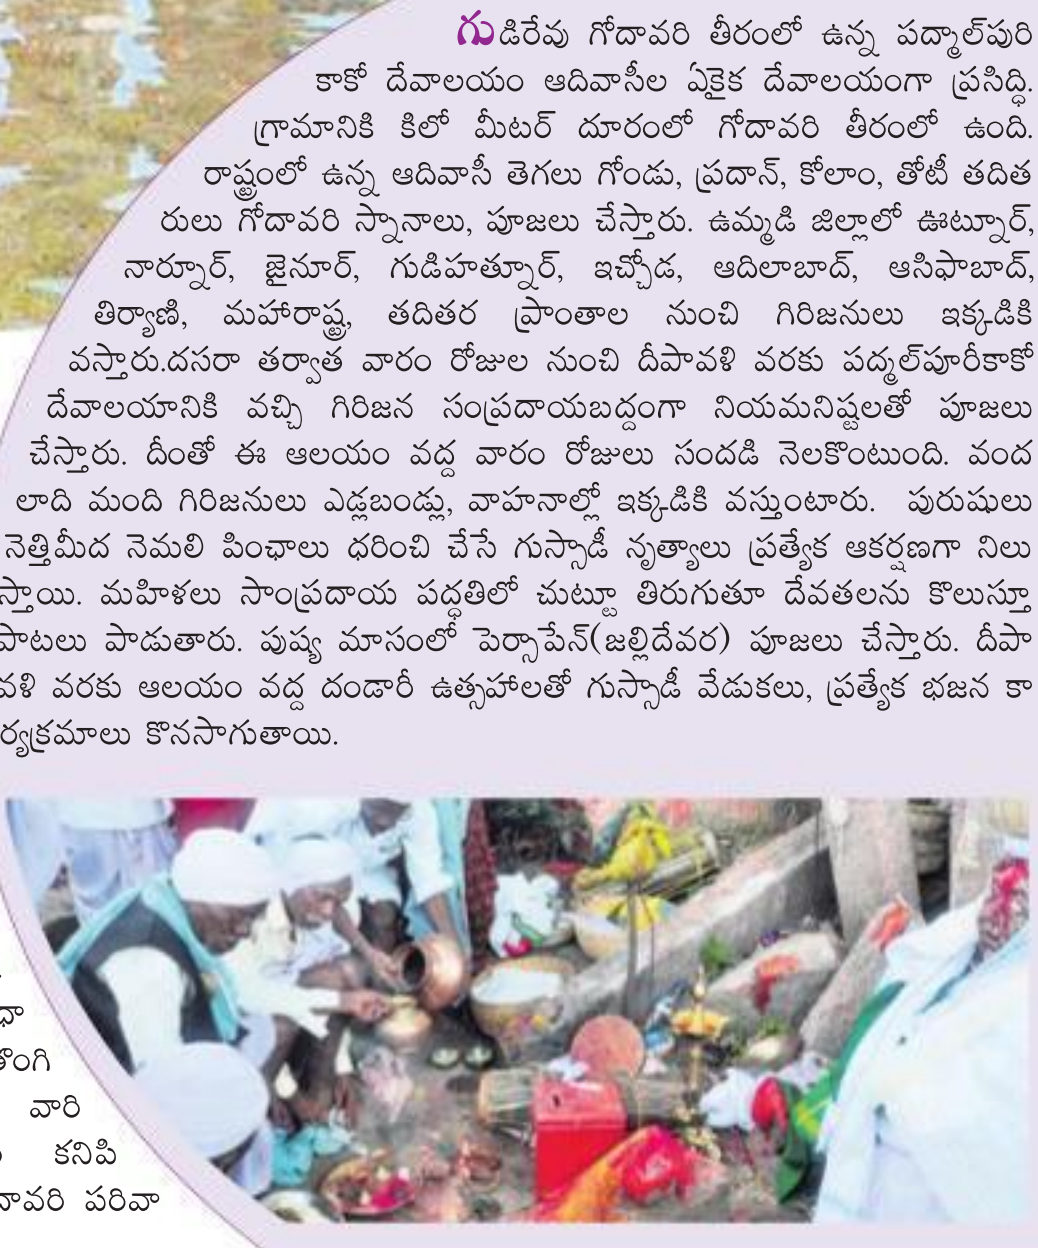 గుడిరేవు గోదావరి తీరంలో ఉన్న పద్మాల్‌పురి
కాకో దేవాలయం ఆదివాసీల ఏకైక దేవాలయంగా ప్రసిద్ధి.
గ్రామానికి కిలో మీటర్ దూరంలో గోదావరి తీరంలో ఉంది.
రాష్ట్రంలో ఉన్న ఆదివాసీ తెగలు గోండు, ప్రదాన్, కోలాం, తోటీ తదిత
రులు గోదావరి స్నానాలు, పూజలు చేస్తారు. ఉమ్మడి జిల్లాలో ఊట్నూర్,
నార్నూర్, జైనూర్, గుడిహత్నూర్, ఇచ్చోడ, ఆదిలాబాద్, ఆసిఫాబాద్,
తిర్యాణి, మహారాష్ట్ర, తదితర ప్రాంతాల నుంచి గిరిజనులు ఇక్కడికి
వస్తారు.దసరా తర్వాత వారం రోజుల నుంచి దీపావళి వరకు పద్మల్‌పూరీకాకో
దేవాలయానికి వచ్చి గిరిజన సంప్రదాయబద్దంగా నియమనిష్టలతో పూజలు
చేస్తారు. దీంతో ఈ ఆలయం వద్ద వారం రోజులు సందడి నెలకొంటుంది. వంద
లాది మంది గిరిజనులు ఎడ్లబండ్లు, వాహనాల్లో ఇక్కడికి వస్తుంటారు. పురుషులు
నెత్తిమీద నెమలి పింఛాలు ధరించి చేసే గుస్సాడీ నృత్యాలు ప్రత్యేక ఆకర్షణగా నిలు
స్తాయి. మహిళలు సాంప్రదాయ పద్ధతిలో చుట్టూ తిరుగుతూ దేవతలను కొలుస్తూ
పాటలు పాడుతారు. పుష్య మాసంలో పెర్సాపేన్(జల్లిదేవర) పూజలు చేస్తారు. దీపా
వళి వరకు ఆలయం వద్ద దండారీ ఉత్సహాలతో గుస్సాడీ వేడుకలు, ప్రత్యేక భజన కా
ర్యక్రమాలు కొనసాగుతాయి.
వారి
కనిపి
పరివా